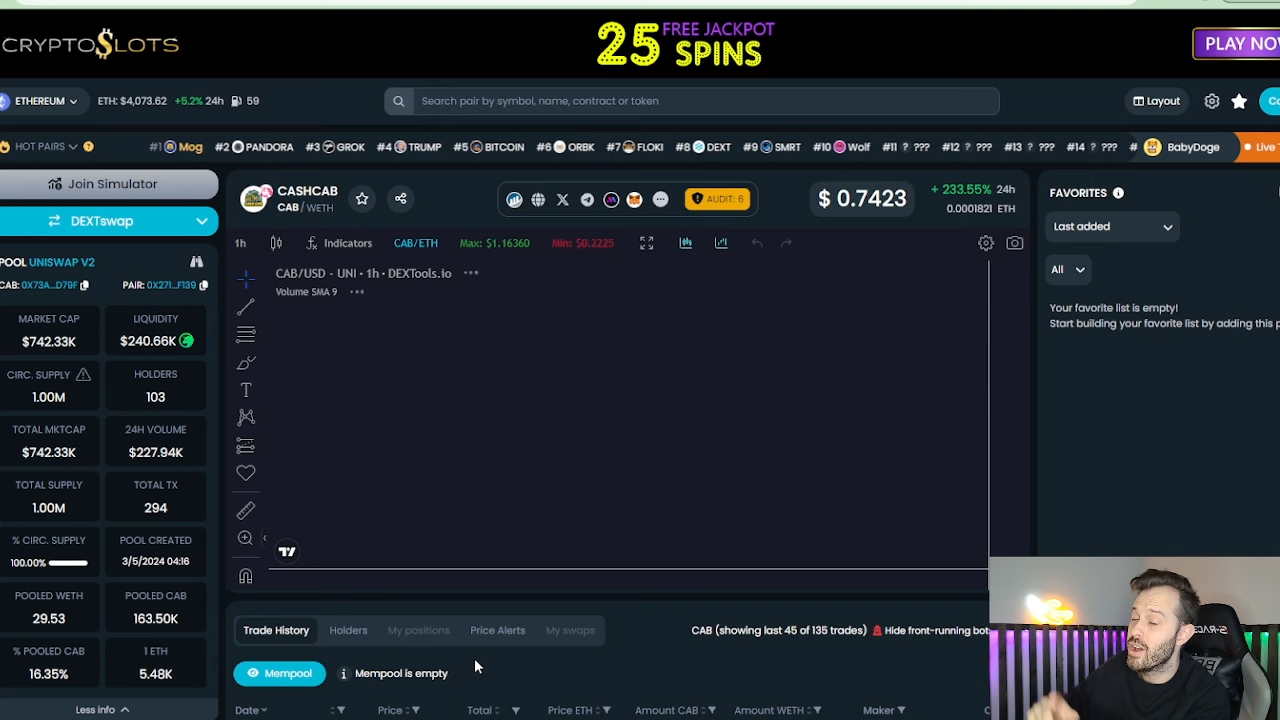 CRYPTOSLOTS
25 FREE JACKPOT SPINS
PLAY NO
ETHEREUM
ETH: $4,073.62 +5.2% 24h 59
Search pair by symbol, name, contract or token
Layout
HOT PAIRS
#1 Mog #2 PANDORA #3 GROK #4 TRUMP #5 BITCOIN #6 ORBK #7 FLOKI #8 DEXT #9 SMRT #10 Wolf #11 ? ??? #12 ? ??? #13 ? ??? #14 ? ??? # BabyDoge Live
Join Simulator
DEXTswap
POOL UNISWAP V2
CAB: 0X73A...D79F PAIR: 0X271...F139
MARKET CAP
$742.33K
LIQUIDITY
$240.66K
CIRC. SUPPLY
1.00M
HOLDERS
103
TOTAL MKTCAP
$742.33K
24H VOLUME
$227.94K
TOTAL SUPPLY
1.00M
TOTAL TX
294
% CIRC. SUPPLY
100.00%
POOL CREATED
3/5/2024 04:16
POOLED WETH
29.53
POOLED CAB
163.50K
% POOLED CAB
16.35%
1 ETH
5.48K
Less info
CASHCAB
CAB / WETH
AUDIT: 6
$ 0.7423
+ 233.55% 24h
0.0001821 ETH
1h
Indicators
CAB/ETH
Max: $1.16360
Min: $0.2225
CAB/USD - UNI · 1h · DEXTools.io
Volume SMA 9
T
Trade History
Holders
My positions
Price Alerts
My swaps
CAB (showing last 45 of 135 trades)
Hide front-running bot
Mempool
Mempool is empty
Date Price Total Price ETH Amount CAB Amount WETH Maker
FAVORITES
Last added
All
Your favorite list is empty!
Start building your favorite list by adding this p